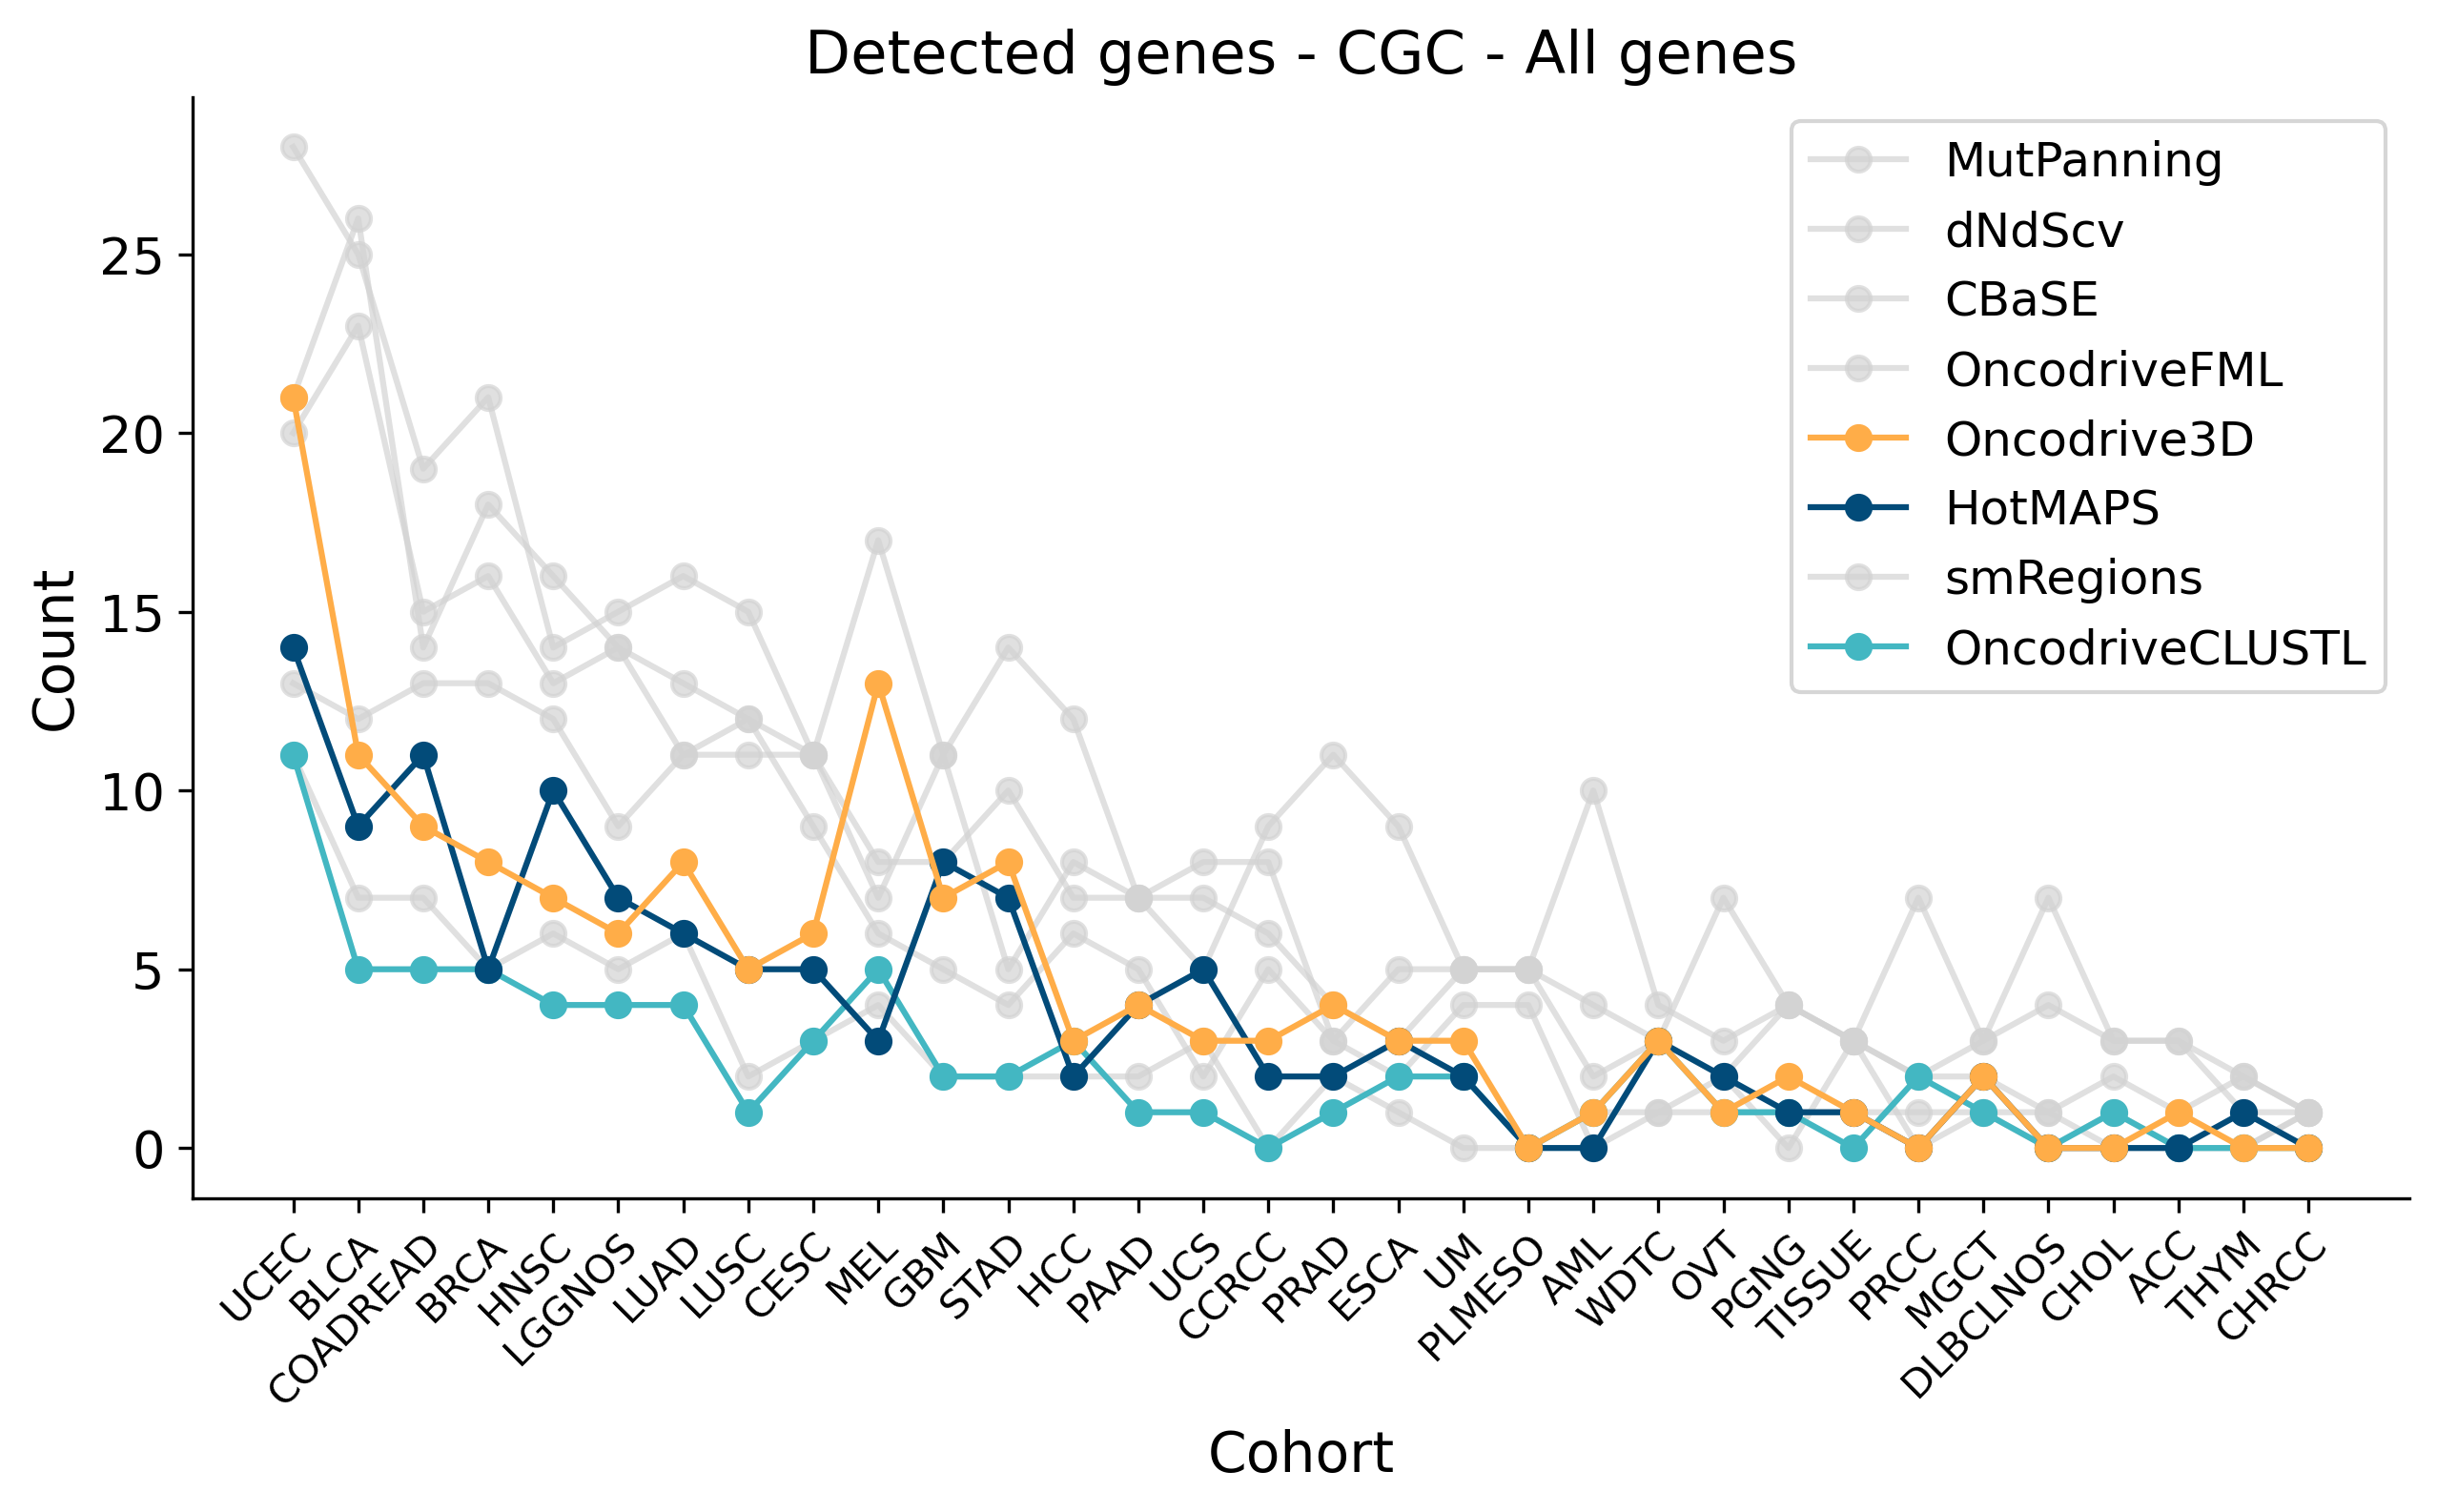 Detected genes - CGC - All genes
MutPanning
dNdScv
CBaSE
OncodriveFML
Oncodrive3D
HotMAPS
smRegions
OncodriveCLUSTL
Count
25
20
15
10
5
0
UCEC
BLCA
COADREAD
BRCA
HNSC
LGGNOS
LUAD
LUSC
CESC
MEL
GBM
STAD
HCC
PAAD
UCS
CCRCC
PRAD
ESCA
UM
PLMESO
AML
WDTC
OVT
PGNG
TISSUE
PRCC
MGCT
DLBCLNOS
CHOL
ACC
THYM
CHRCC
Cohort